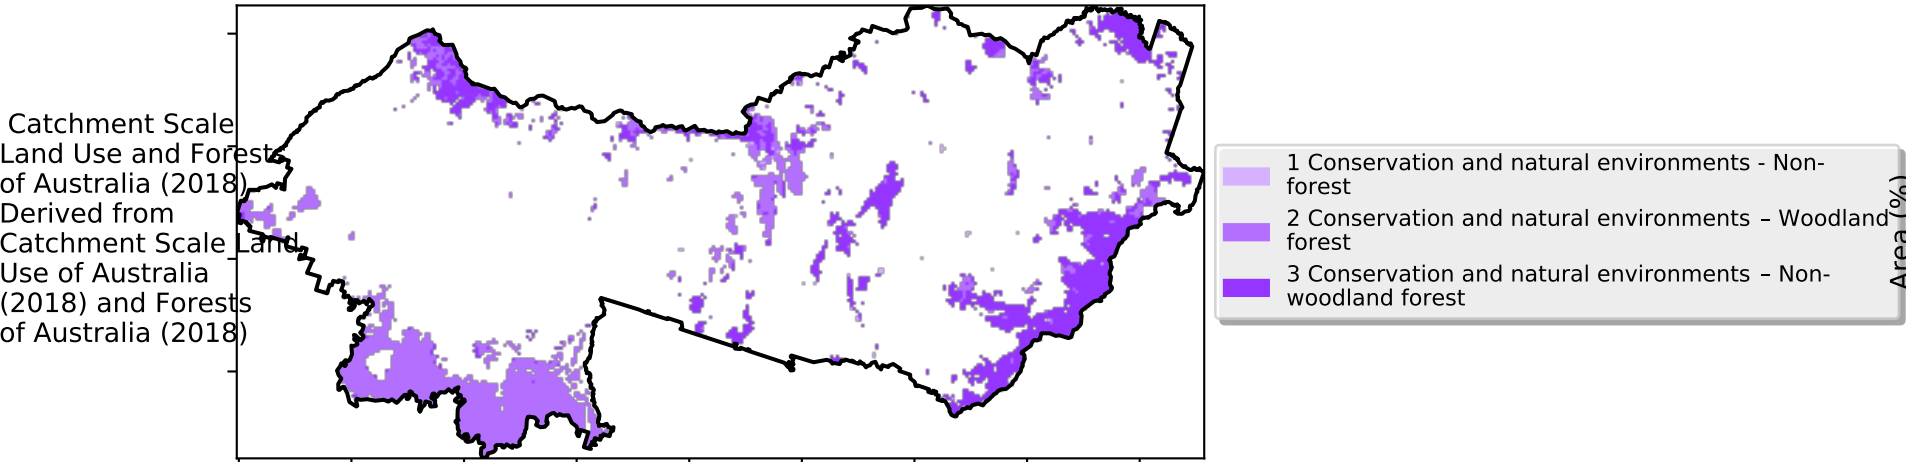 Catchment Scale
Land Use and Forest
of Australia (2018)
Derived from
Catchment Scale Land
Use of Australia
(2018) and Forests
of Australia (2018)
1 Conservation and natural environments - Non-
forest
2 Conservation and natural environments – Woodland
forest
3 Conservation and natural environments – Non-
woodland forest
Area (%)